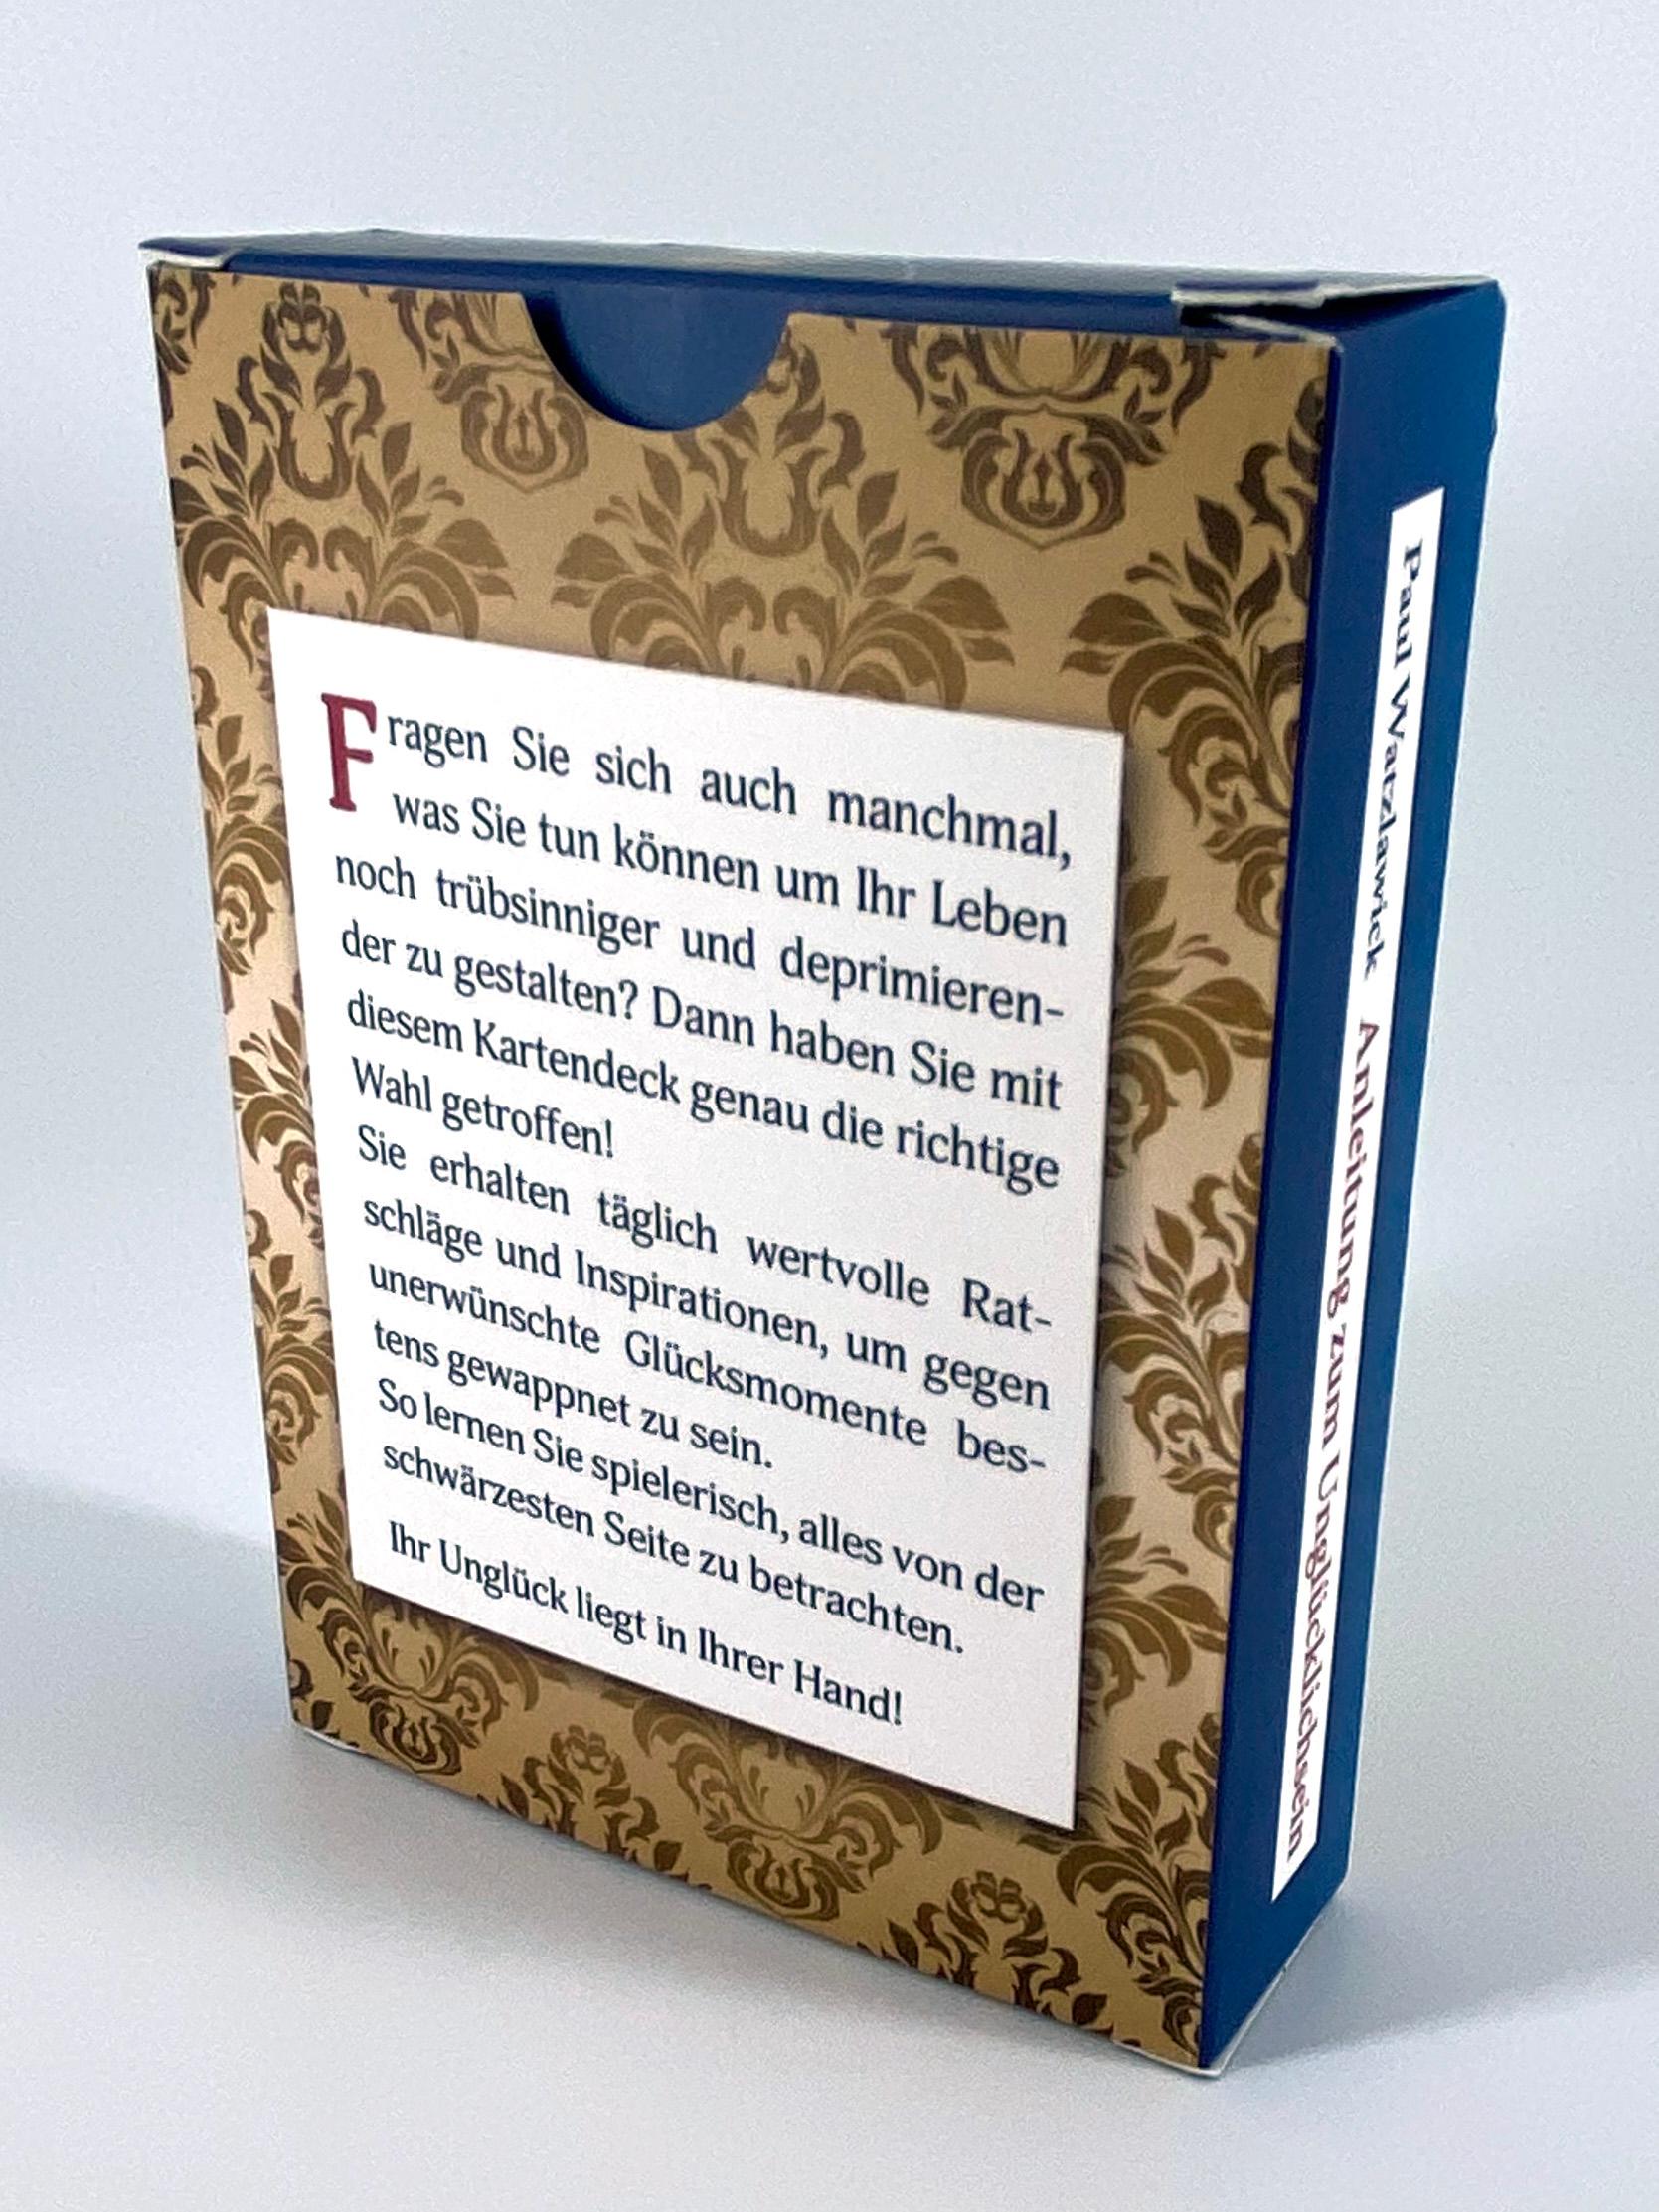 Fragen Sie sich auch manchmal,
was Sie tun können um Ihr Leben
noch trübsinniger und deprimieren-
der zu gestalten? Dann haben Sie mit
diesem Kartendeck genau die richtige
Wahl getroffen!
Sie erhalten täglich wertvolle Rat-
schläge und Inspirationen, um gegen
unerwünschte Glücksmomente bes-
tens gewappnet zu sein.
So lernen Sie spielerisch, alles von der
schwärzesten Seite zu betrachten.
Ihr Unglück liegt in Ihrer Hand!
Paul Watzlawick Anleitung zum Unglücklichsein